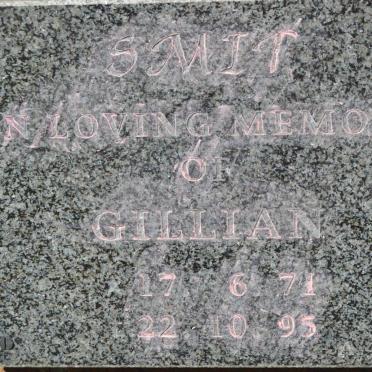 SMIT
N LOVING MEMO
OF
GILLIAN
17 6 71
22 10 95